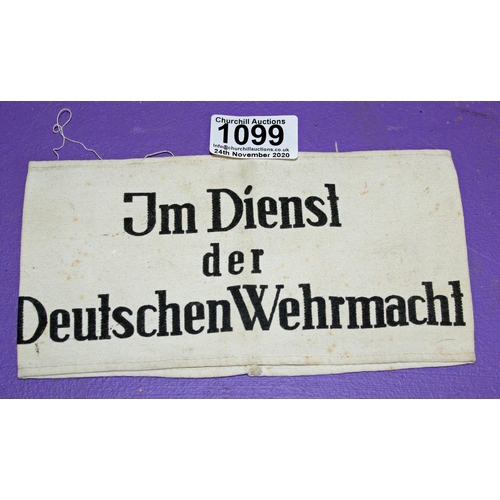 Churchill Auctions
1099
info@churchillauctions.co.uk
24th November 2020
Im Dienst
der
Deutschen Wehrmacht